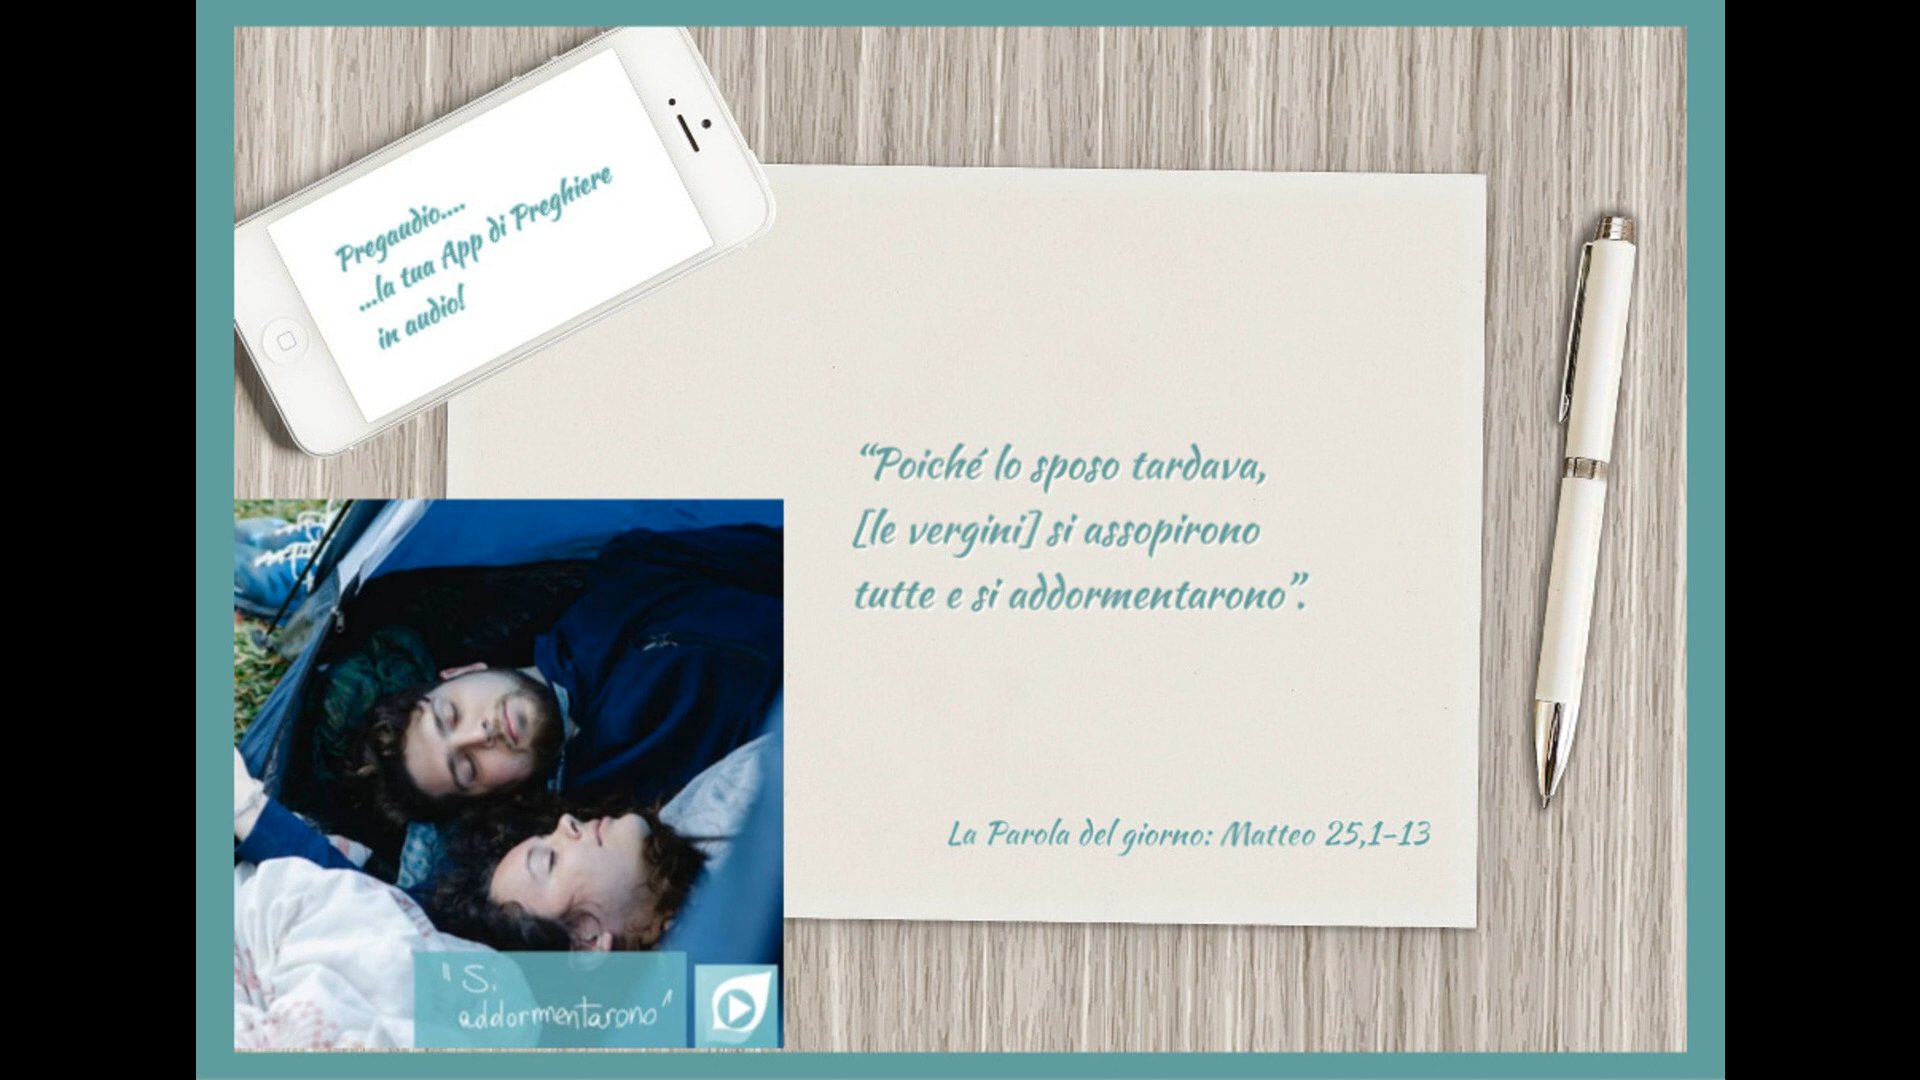 Pregaudio....
...la tua App di Preghiere
in audio!
“Poiché lo sposo tardava,
[le vergini] si assopirono
tutte e si addormentarono”.
La Parola del giorno: Matteo 25,1-13
"Si
addormentarono"